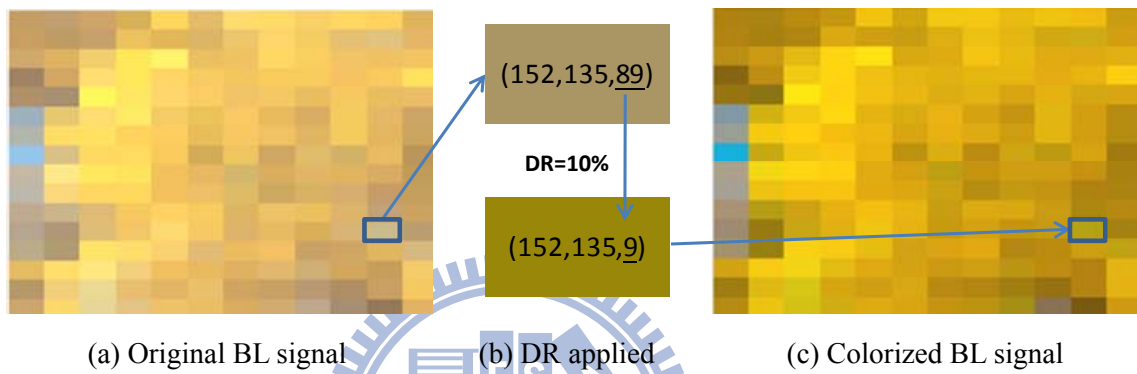 (152,135,89)
DR=10%
(152,135,9)
(a) Original BL signal
(b) DR applied
(c) Colorized BL signal